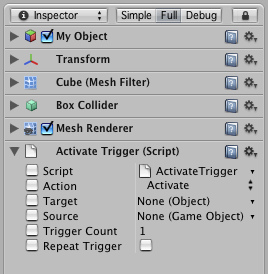 Inspector Simple Full Debug
My Object
Transform
Cube (Mesh Filter)
Box Collider
Mesh Renderer
Activate Trigger (Script)
Script ActivateTrigger
Action Activate
Target None (Object)
Source None (Game Object)
Trigger Count 1
Repeat Trigger